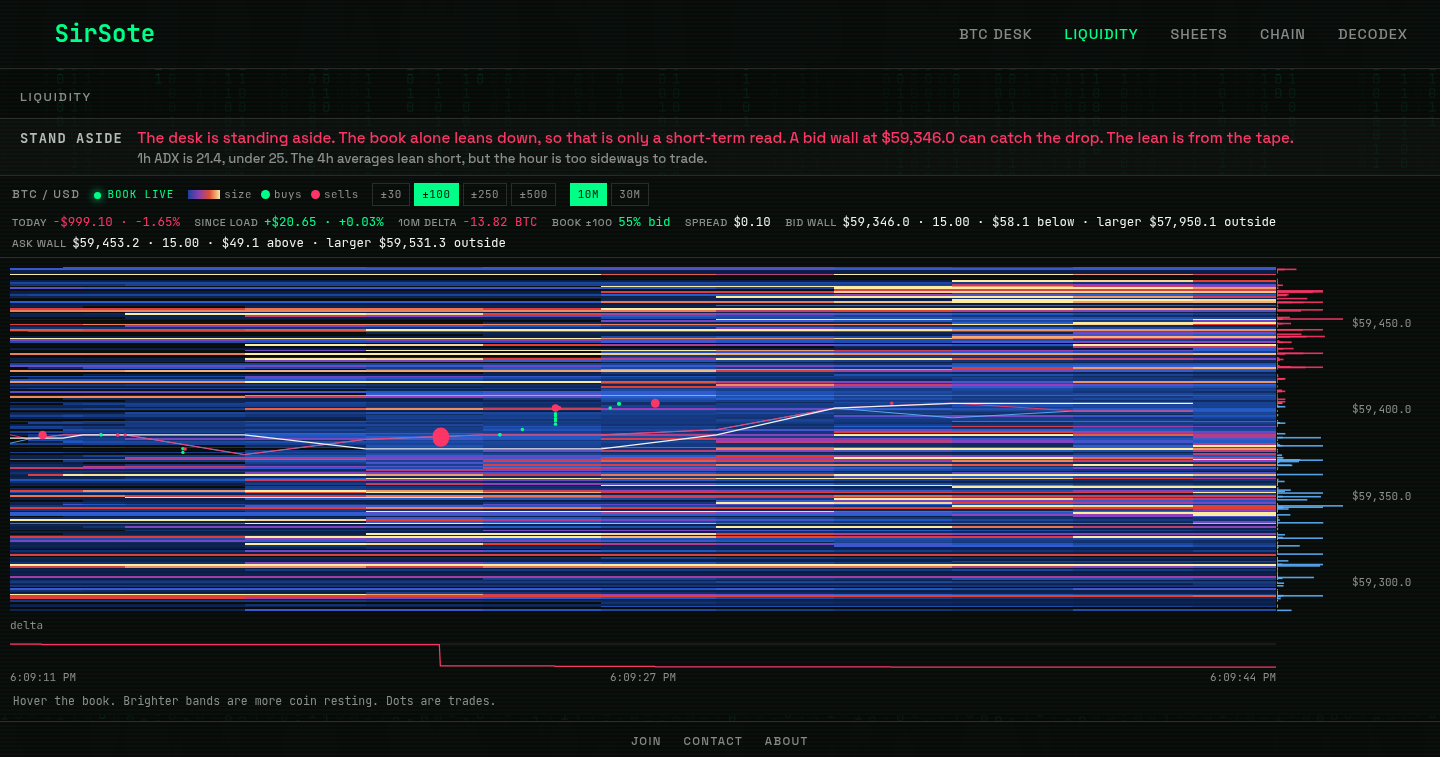 SirSote
BTC DESK LIQUIDITY SHEETS CHAIN DECODEX
LIQUIDITY
STAND ASIDE The desk is standing aside. The book alone leans down, so that is only a short-term read. A bid wall at $59,346.0 can catch the drop. The lean is from the tape.
1h ADX is 21.4, under 25. The 4h averages lean short, but the hour is too sideways to trade.
BTC / USD BOOK LIVE size buys sells ±30 ±100 ±250 ±500 10M 30M
TODAY -$999.10 · -1.65% SINCE LOAD +$20.65 · +0.03% 10M DELTA -13.82 BTC BOOK ±100 55% bid SPREAD $0.10 BID WALL $59,346.0 · 15.00 · $58.1 below · larger $57,950.1 outside
ASK WALL $59,453.2 · 15.00 · $49.1 above · larger $59,531.3 outside
$59,450.0
$59,400.0
$59,350.0
$59,300.0
delta
6:09:11 PM 6:09:27 PM 6:09:44 PM
Hover the book. Brighter bands are more coin resting. Dots are trades.
JOIN CONTACT ABOUT